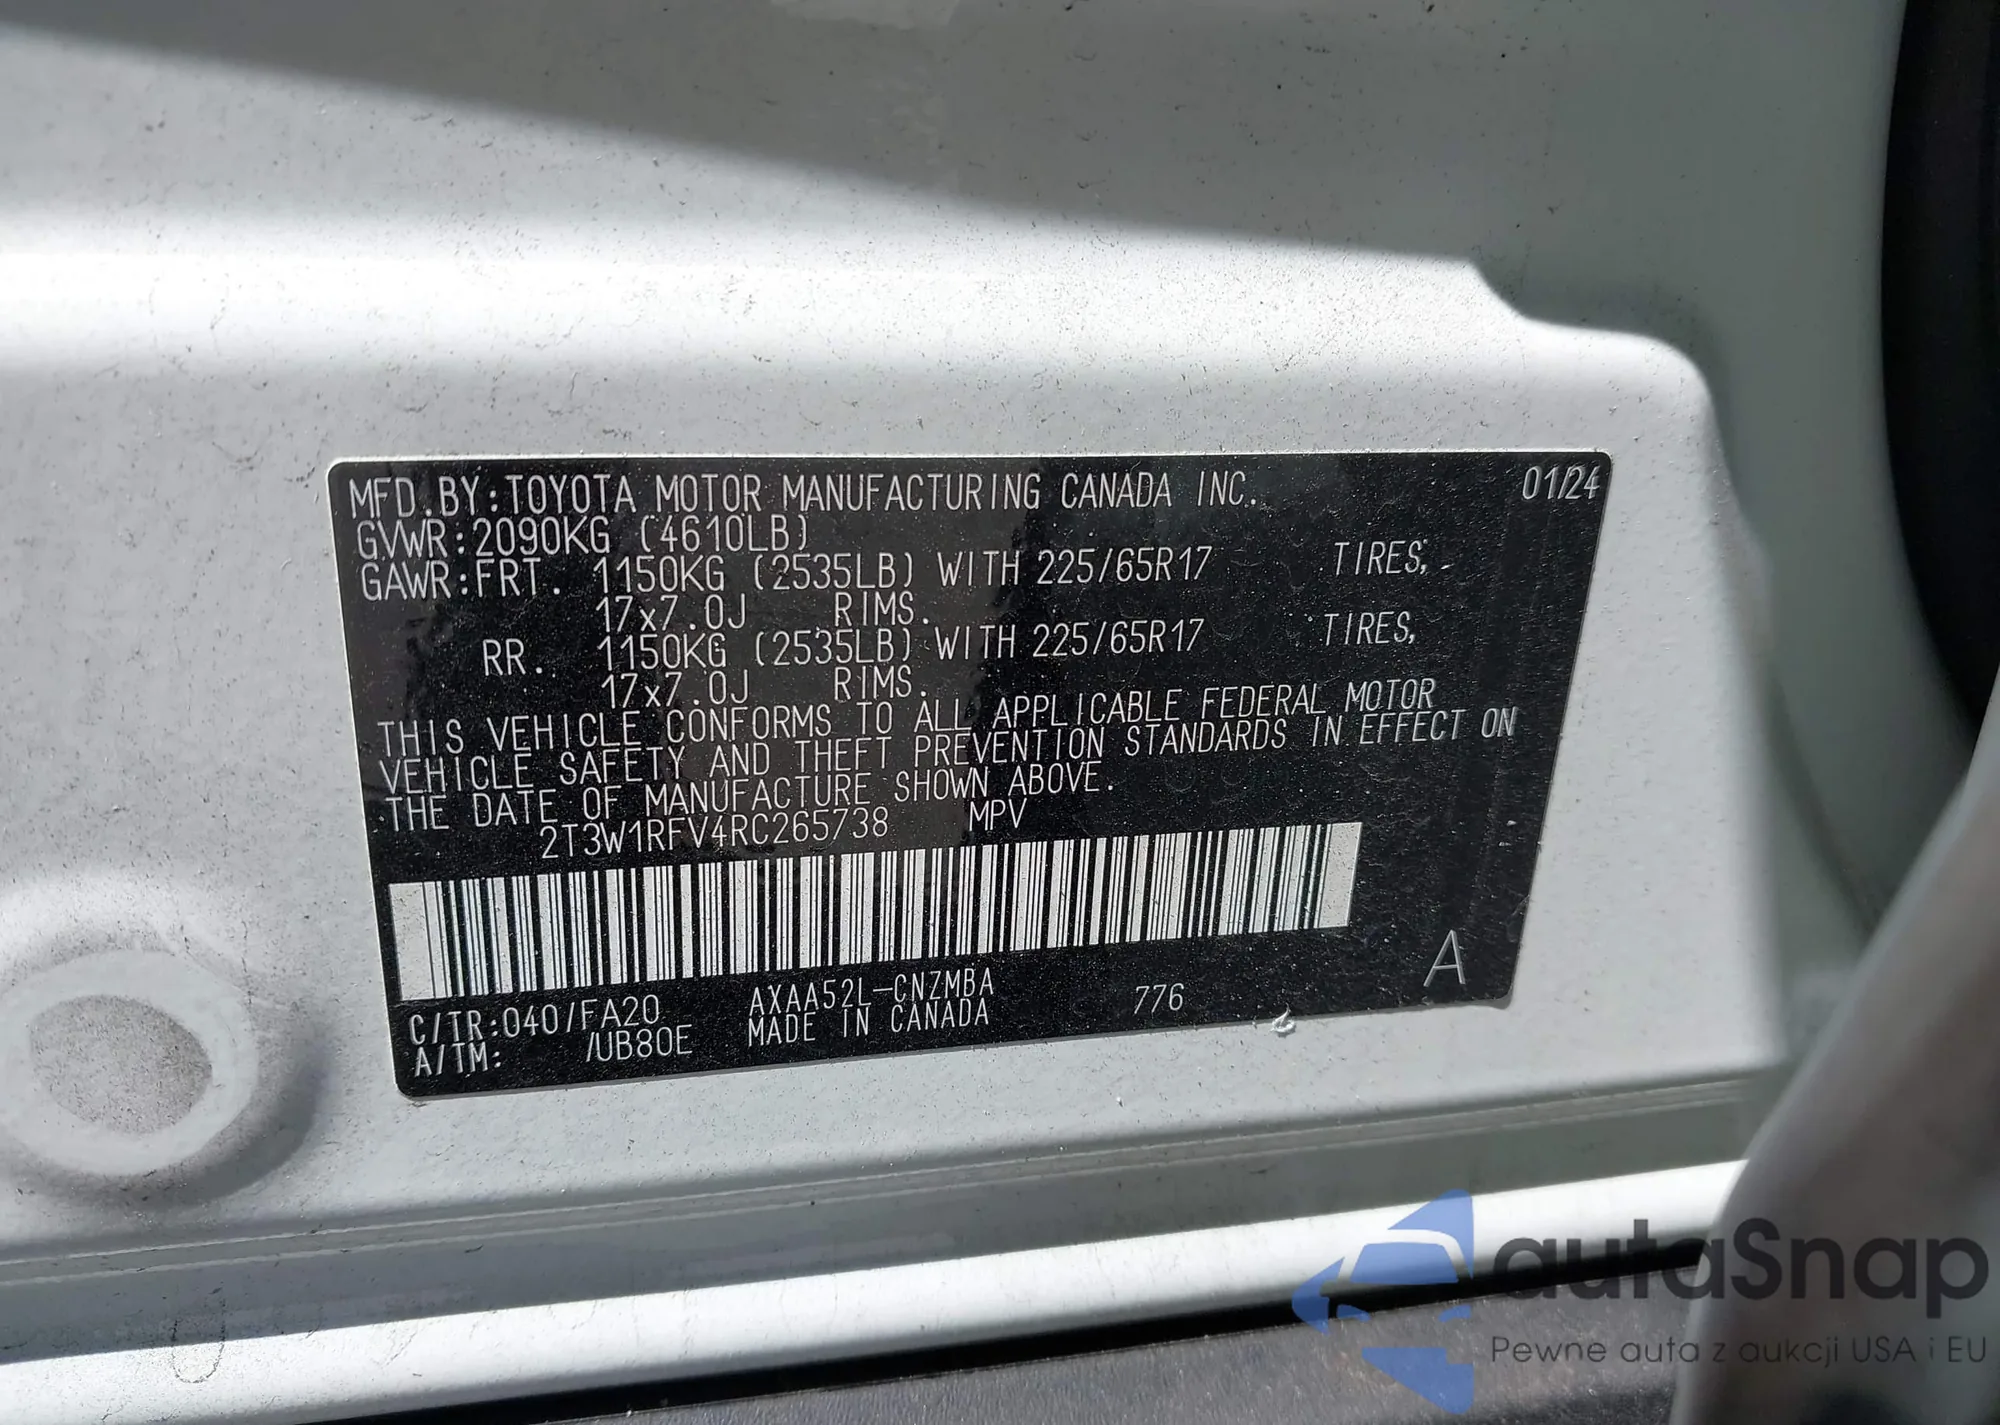 MFD.BY:TOYOTA MOTOR MANUFACTURING CANADA INC. 01/24
GVWR:2090KG (4610LB)
GAWR:FRT. 1150KG (2535LB) WITH 225/65R17 TIRES,
17x7.0J RIMS.
RR. 1150KG (2535LB) WITH 225/65R17 TIRES,
17x7.0J RIMS.
THIS VEHICLE CONFORMS TO ALL APPLICABLE FEDERAL MOTOR
VEHICLE SAFETY AND THEFT PREVENTION STANDARDS IN EFFECT ON
THE DATE OF MANUFACTURE SHOWN ABOVE.
2T3W1RFV4RC265738 MPV
A
C/TR:040/FA20 AXAA52L-CNZMBA 776
A/TM: /UB80E MADE IN CANADA
autaSnap
Pewne auta z aukcji USA i EU